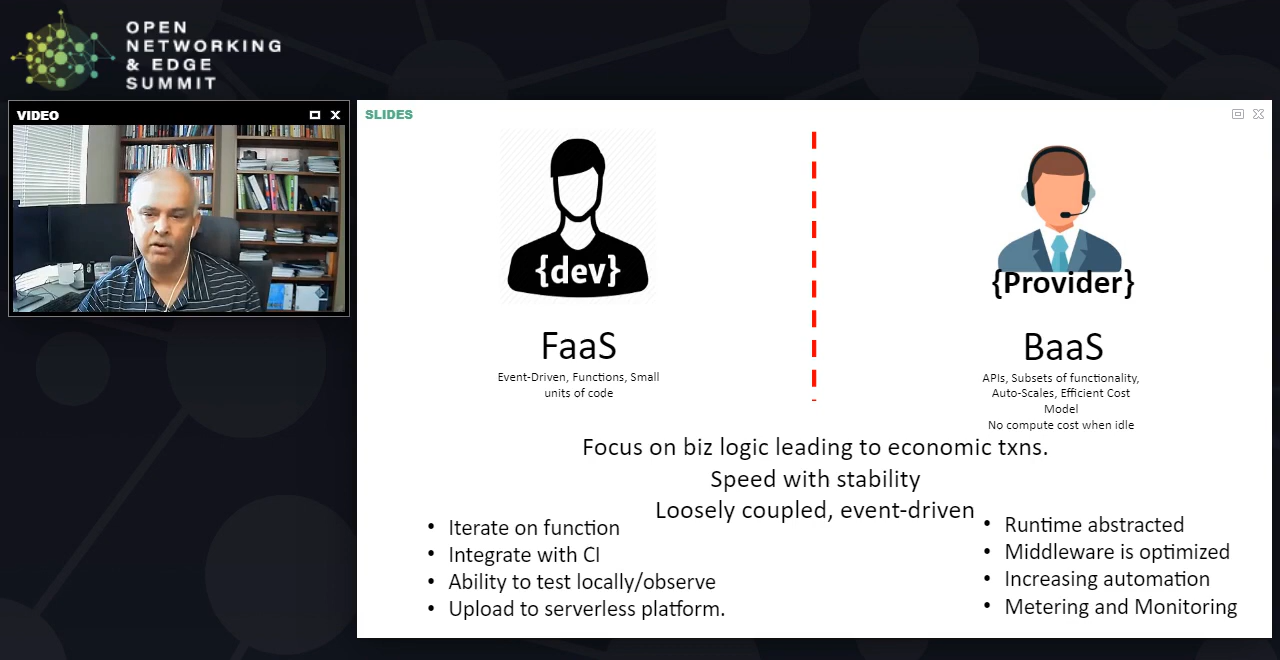 OPEN
NETWORKING
& EDGE
SUMMIT
VIDEO
SLIDES
{dev}
{Provider}
FaaS
Event-Driven, Functions, Small
units of code
BaaS
APIs, Subsets of functionality,
Auto-Scales, Efficient Cost
Model
No compute cost when idle
Focus on biz logic leading to economic txns.
Speed with stability
Loosely coupled, event-driven
• Iterate on function
• Integrate with CI
• Ability to test locally/observe
• Upload to serverless platform.
• Runtime abstracted
• Middleware is optimized
• Increasing automation
• Metering and Monitoring